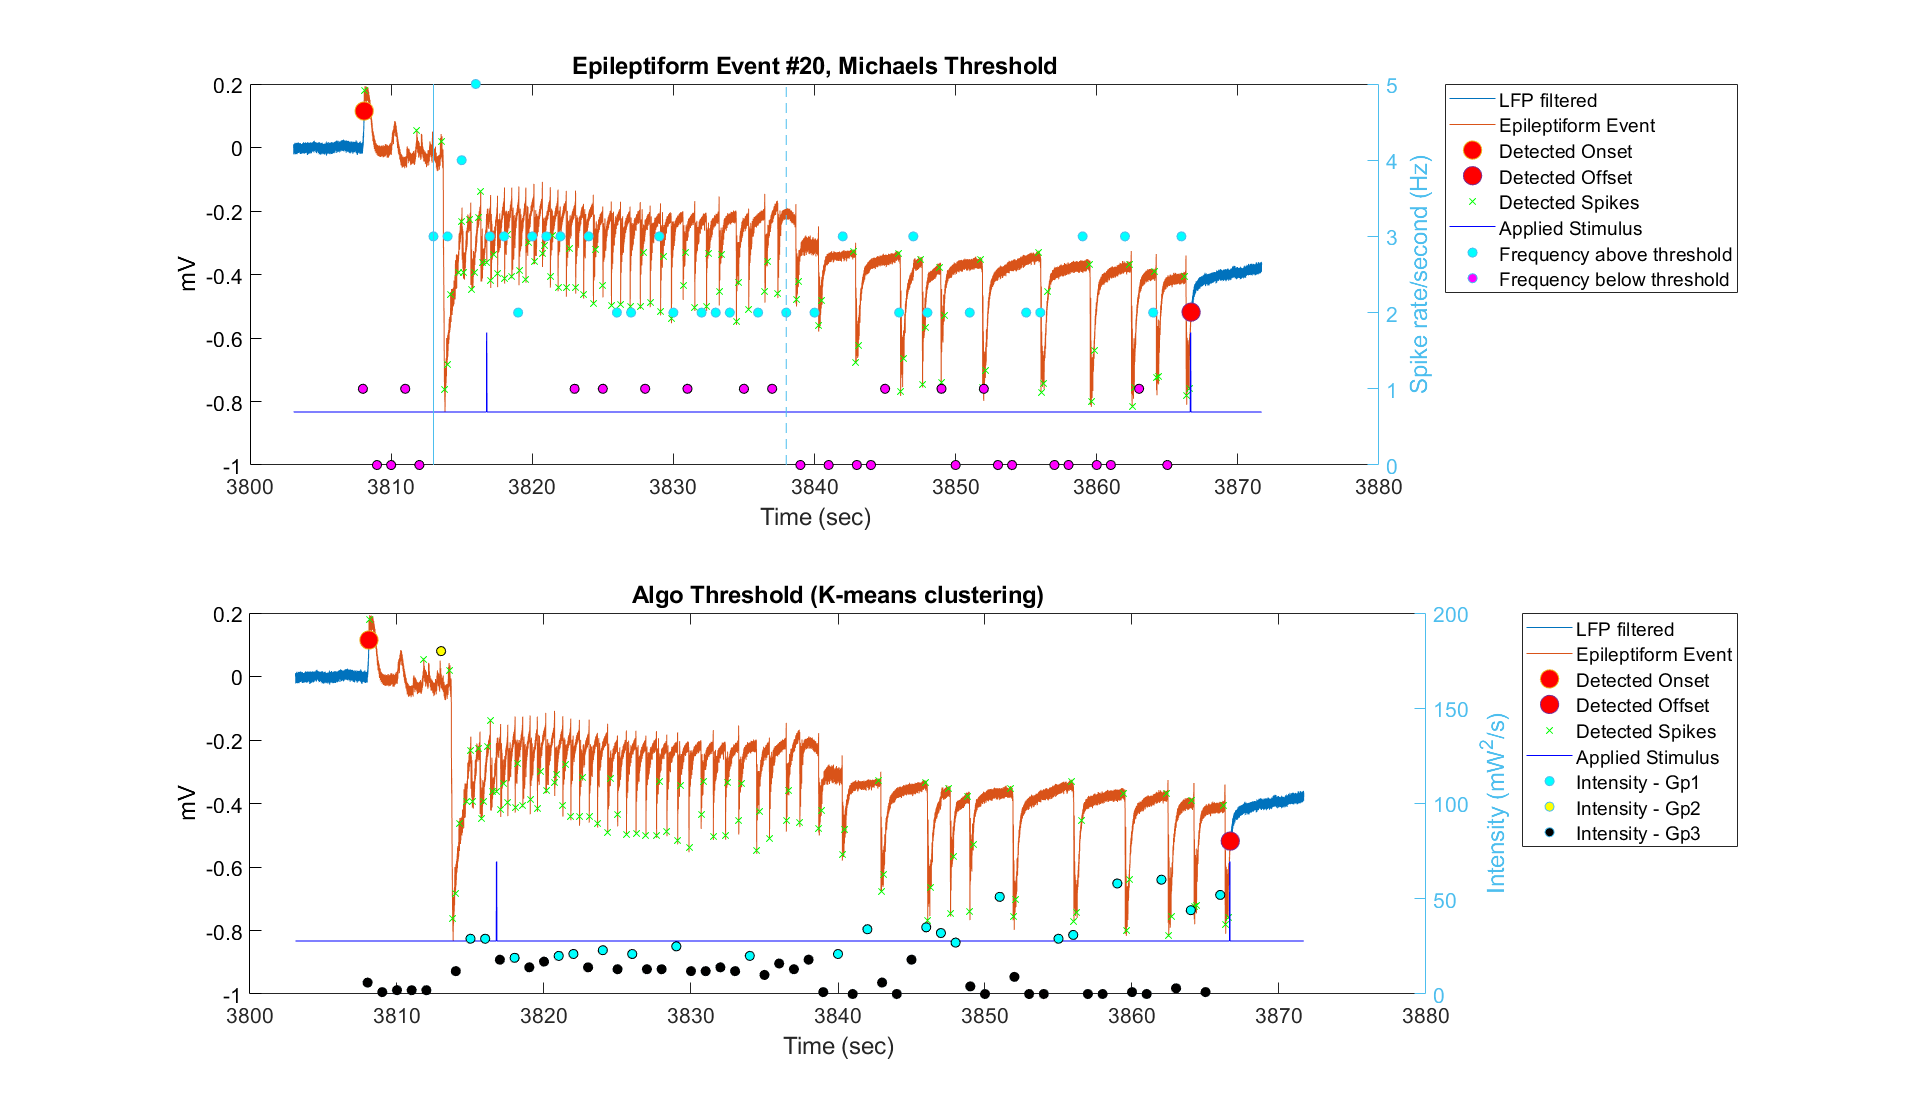 Epileptiform Event #20, Michaels Threshold
0.2
0
-0.2
-0.4
-0.6
-0.8
-1
mV
5
4
3
2
1
0
Spike rate/second (Hz)
3800 3810 3820 3830 3840 3850 3860 3870 3880
Time (sec)
LFP filtered
Epileptiform Event
Detected Onset
Detected Offset
Detected Spikes
Applied Stimulus
Frequency above threshold
Frequency below threshold
Algo Threshold (K-means clustering)
0.2
0
-0.2
-0.4
-0.6
-0.8
-1
mV
200
150
100
50
0
Intensity (mW²/s)
3800 3810 3820 3830 3840 3850 3860 3870 3880
Time (sec)
LFP filtered
Epileptiform Event
Detected Onset
Detected Offset
Detected Spikes
Applied Stimulus
Intensity - Gp1
Intensity - Gp2
Intensity - Gp3